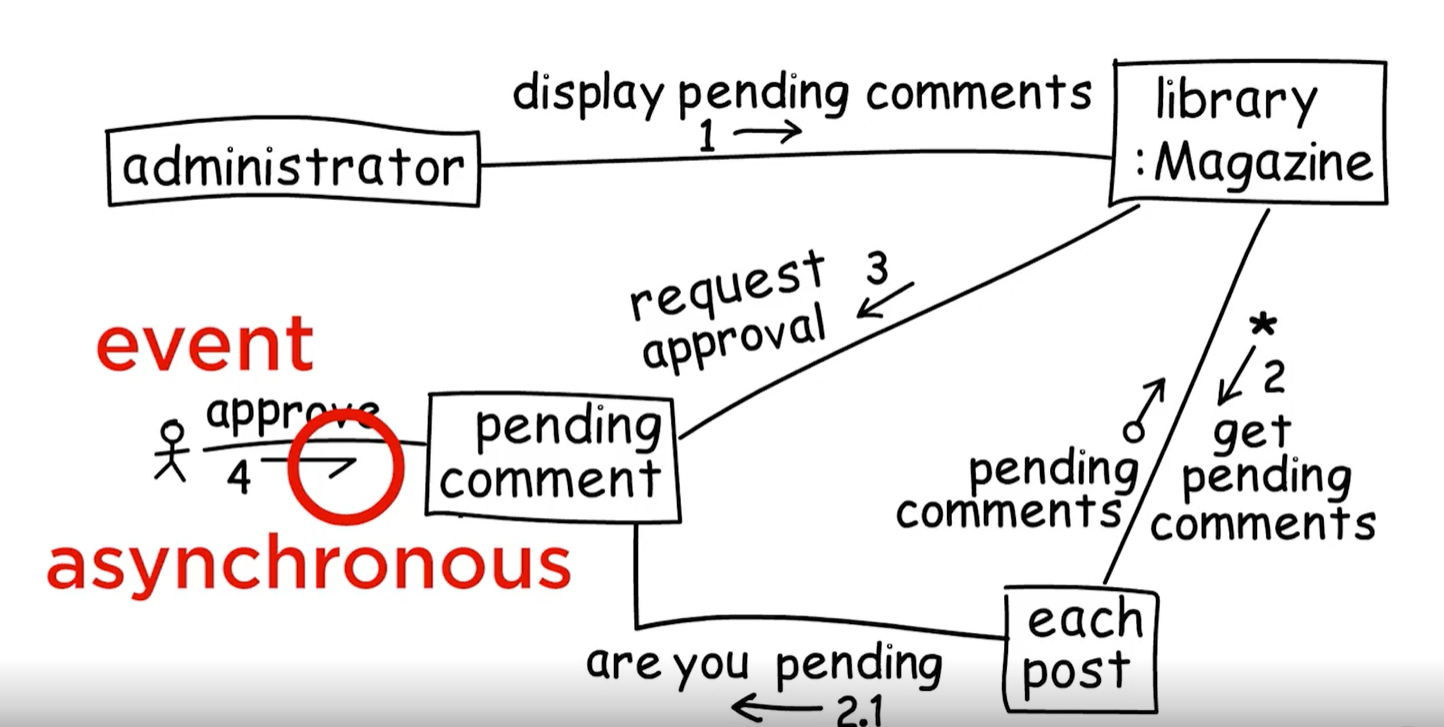 display pending comments
1
library
:Magazine
administrator
request 3
approval
event
*
2
approve
4
pending
comment
get
pending
comments
pending
comments
asynchronous
each
post
are you pending
2.1